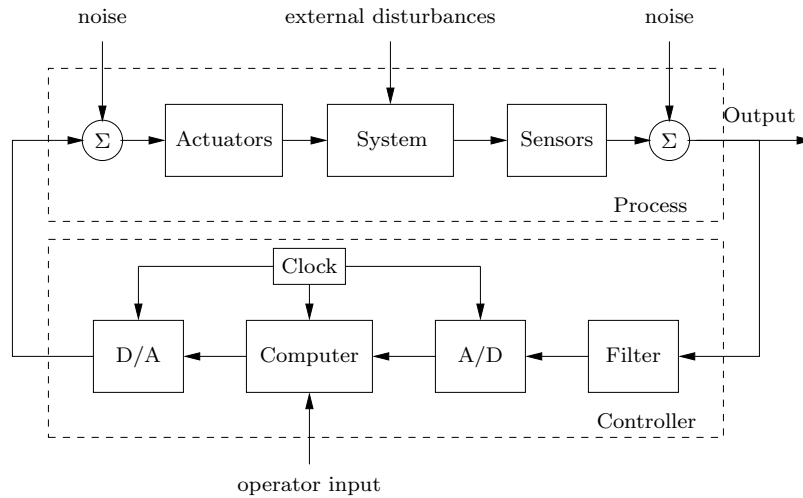 noise
external disturbances
noise
Output
Σ
Actuators
System
Sensors
Σ
Process
Clock
D/A
Computer
A/D
Filter
Controller
operator input